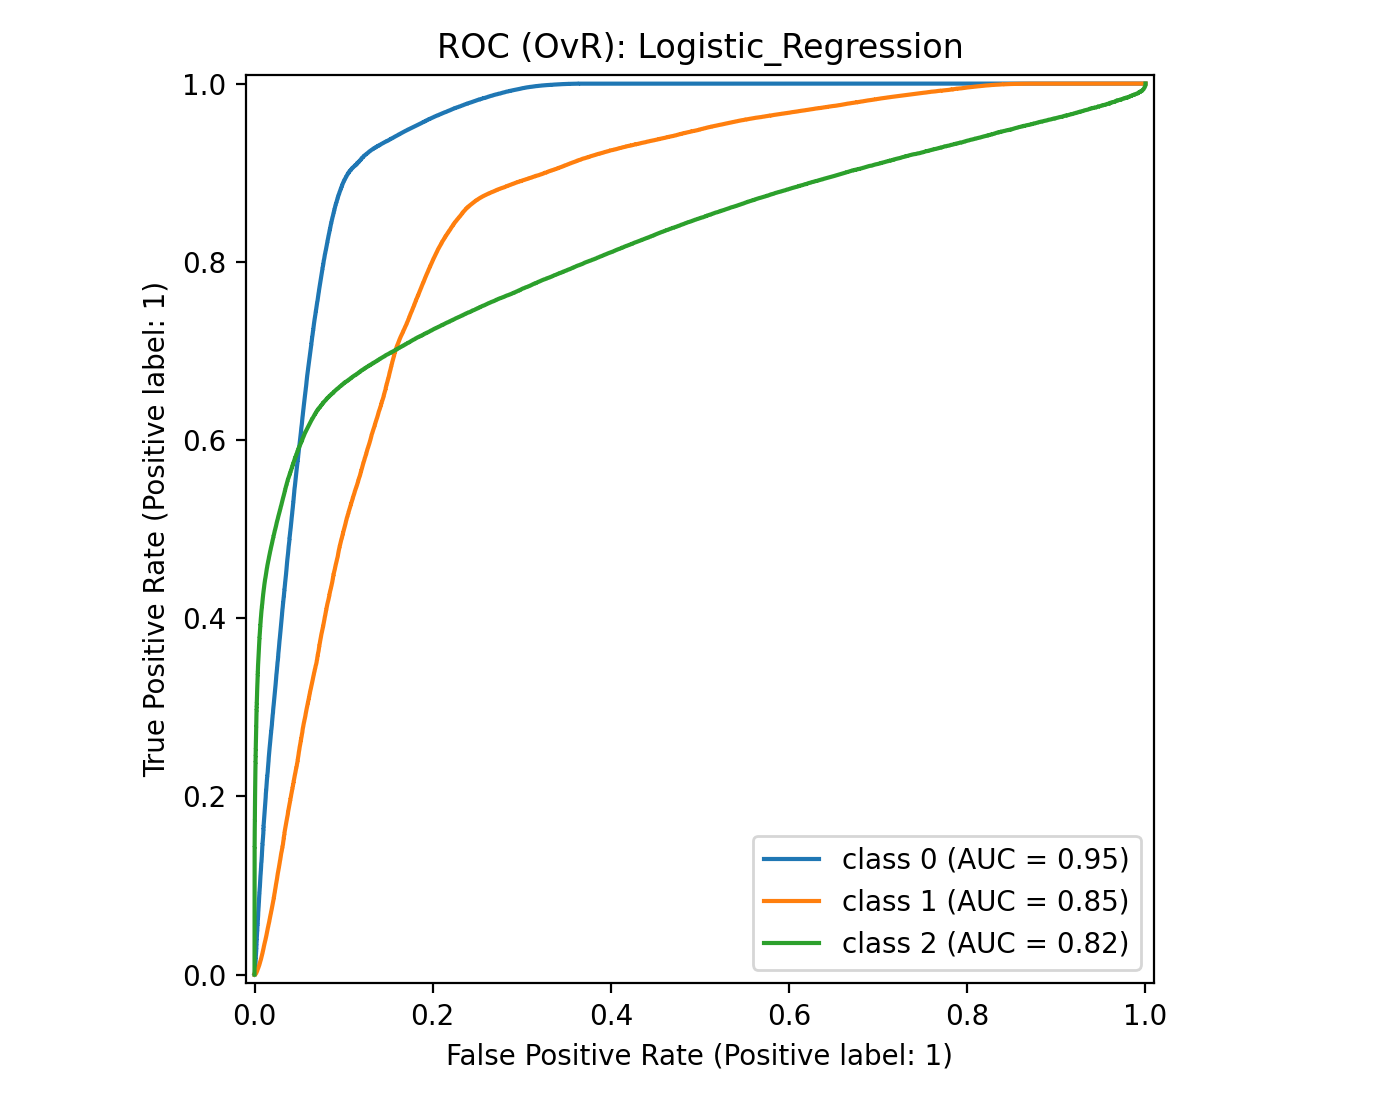 ROC (OvR): Logistic_Regression
True Positive Rate (Positive label: 1)
1.0
0.8
0.6
0.4
0.2
0.0
class 0 (AUC = 0.95)
class 1 (AUC = 0.85)
class 2 (AUC = 0.82)
0.0 0.2 0.4 0.6 0.8 1.0
False Positive Rate (Positive label: 1)